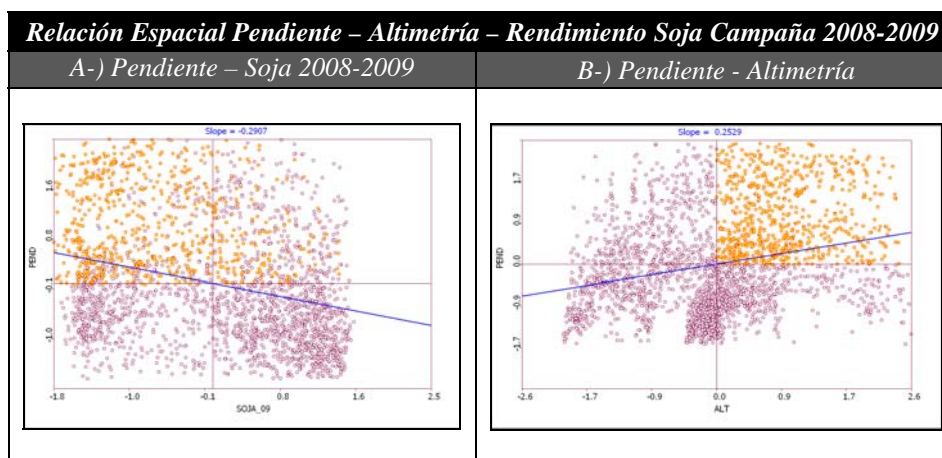 Relación Espacial Pendiente – Altimetría – Rendimiento Soja Campaña 2008-2009
A-) Pendiente – Soja 2008-2009
B-) Pendiente - Altimetría
Slope = -0.2907
1.6
0.8
-0.1
-1.0
PEND
-1.8
-1.0
-0.1
0.8
1.6
2.5
SOJA_09
Slope = 0.2529
1.7
0.9
0.0
-0.9
-1.7
PEND
-2.6
-1.7
-0.9
0.0
0.9
1.7
2.6
ALT